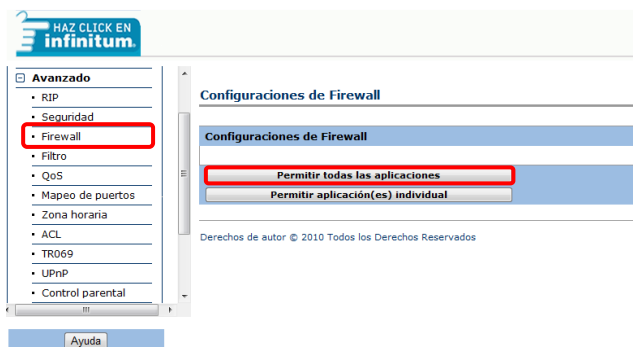 HAZ CLICK EN
infinitum.
Avanzado
RIP
Seguridad
Firewall
Filtro
QoS
Mapeo de puertos
Zona horaria
ACL
TR069
UPnP
Control parental
Ayuda
Configuraciones de Firewall
Configuraciones de Firewall
Permitir todas las aplicaciones
Permitir aplicación(es) individual
Derechos de autor © 2010 Todos los Derechos Reservados